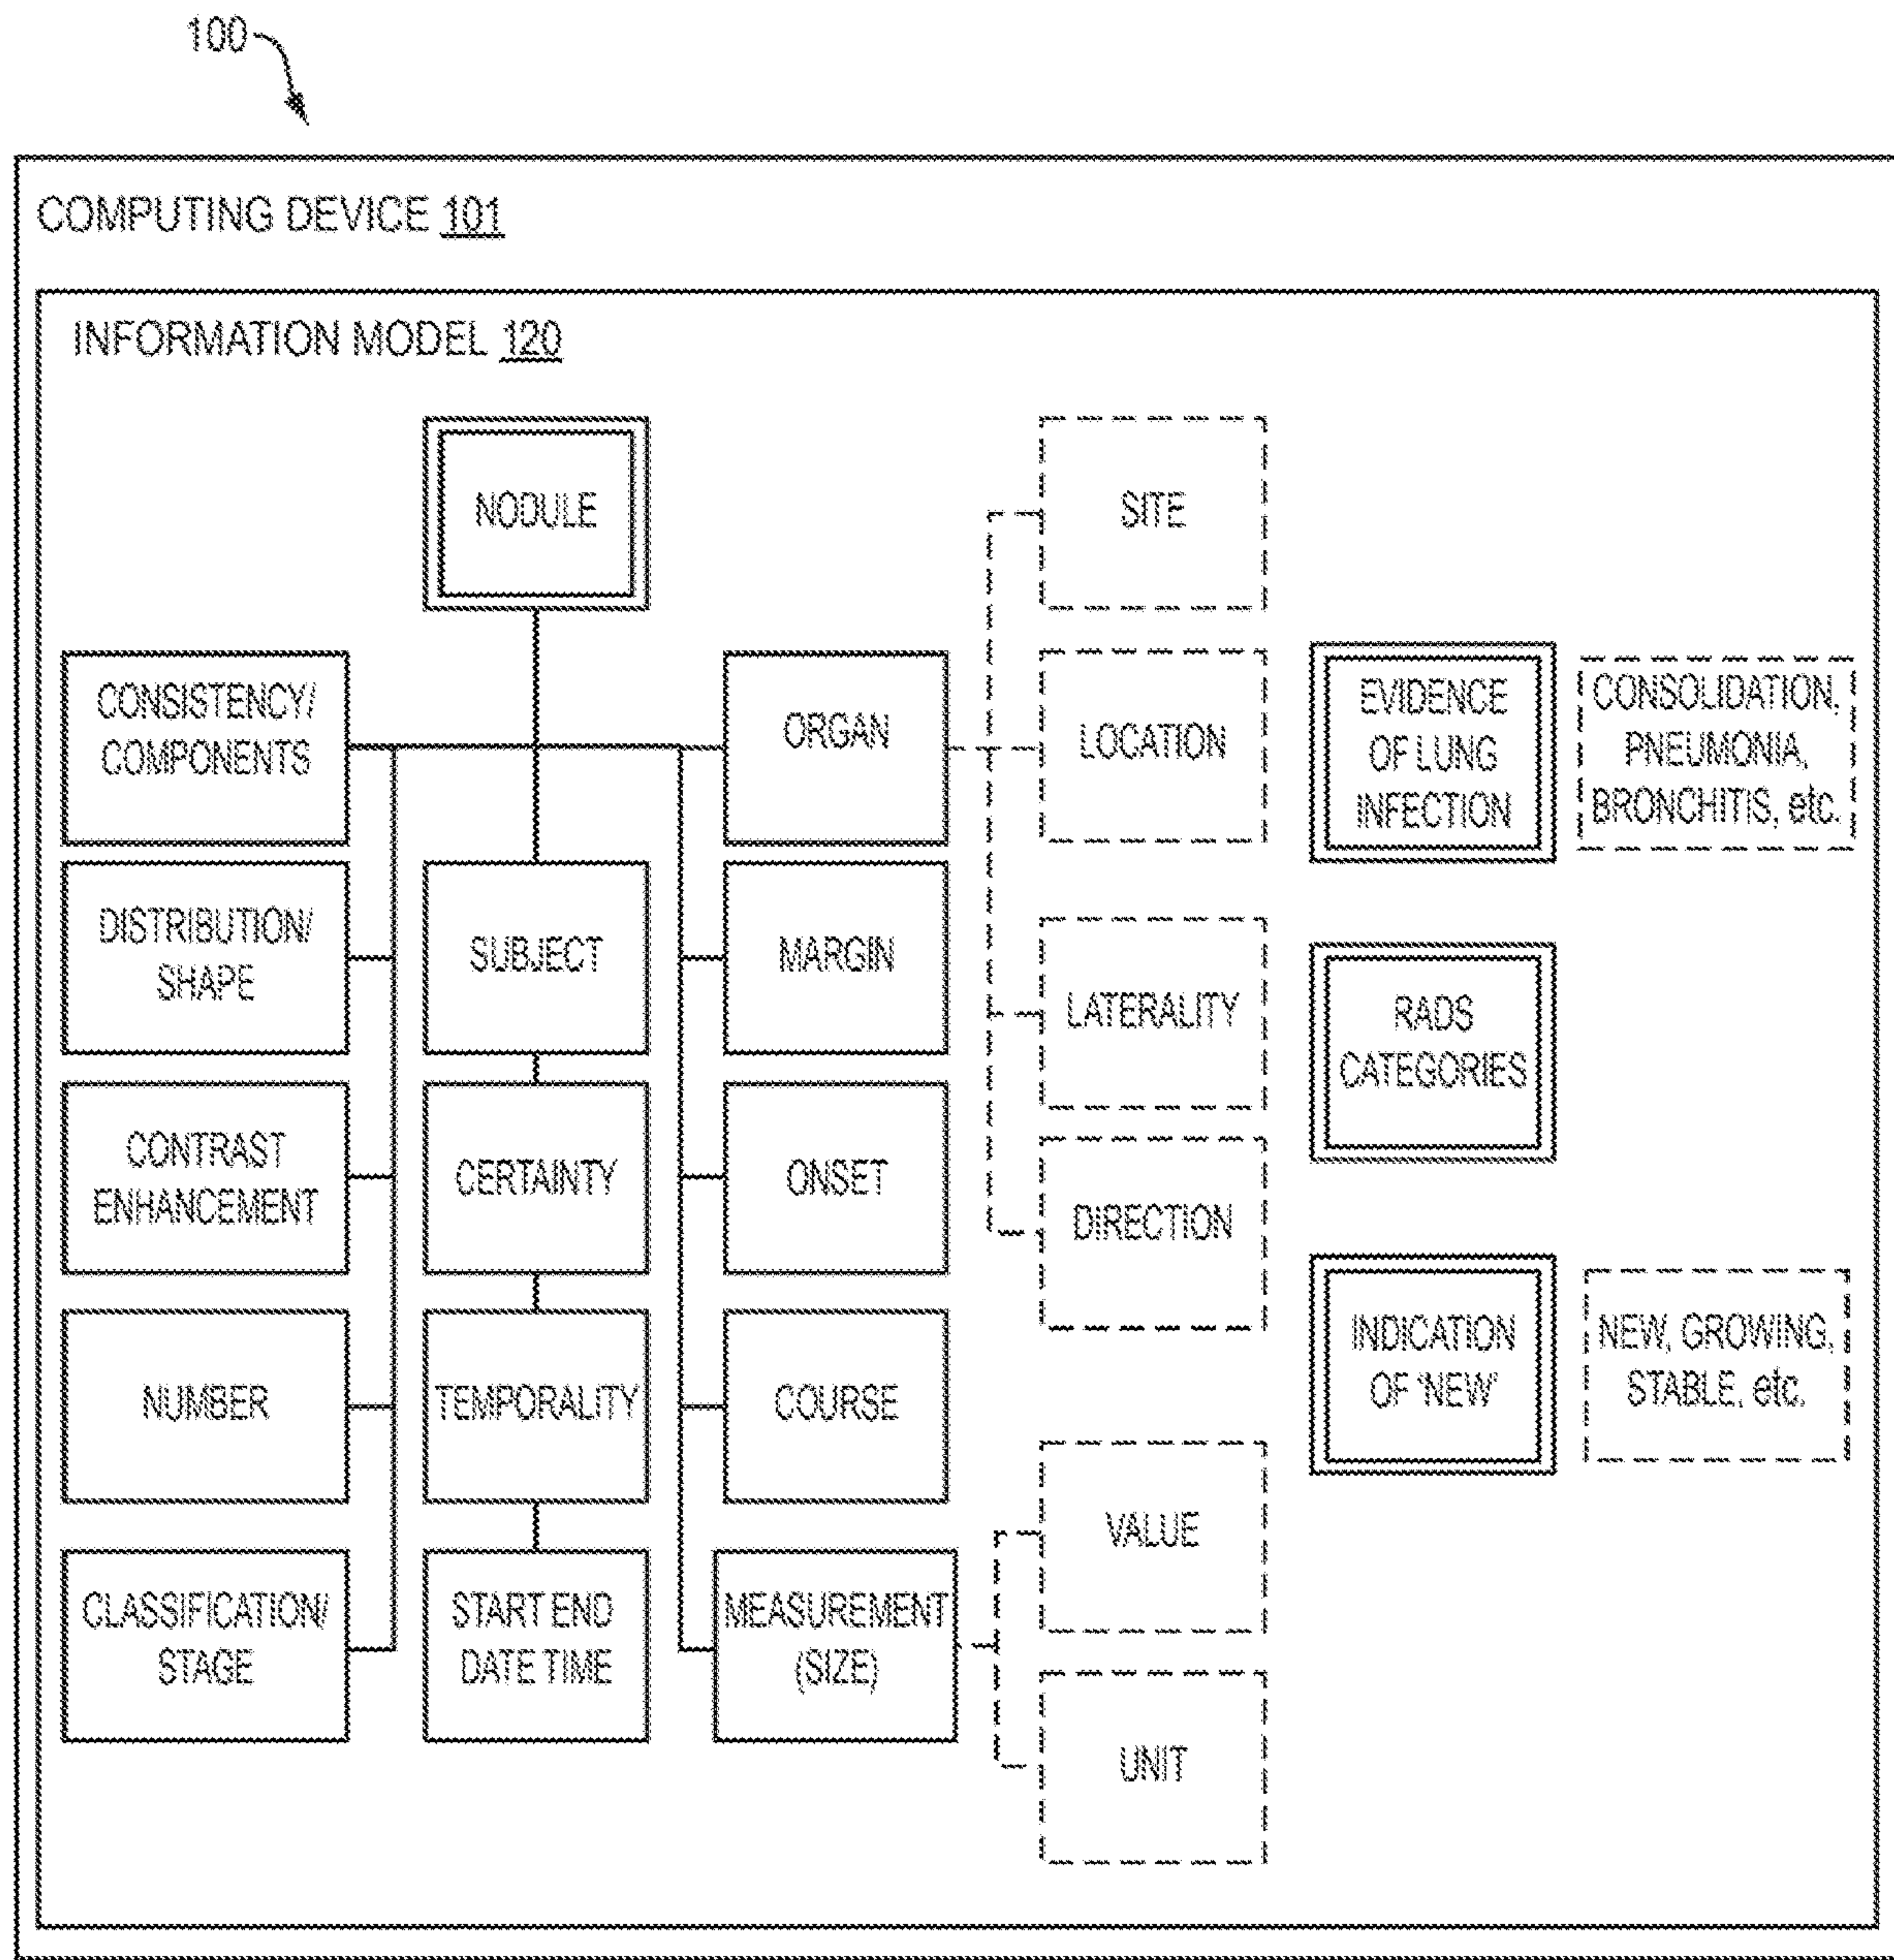 100
COMPUTING DEVICE 101
INFORMATION MODEL 120
NODULE
SITE
CONSISTENCY/
COMPONENTS
ORGAN
LOCATION
EVIDENCE
OF LUNG
INFECTION
CONSOLIDATION,
PNEUMONIA,
BRONCHITIS, etc.
DISTRIBUTION/
SHAPE
SUBJECT
MARGIN
LATERALITY
RADS
CATEGORIES
CONTRAST
ENHANCEMENT
CERTAINTY
ONSET
DIRECTION
NUMBER
TEMPORALITY
COURSE
INDICATION
OF 'NEW'
NEW, GROWING,
STABLE, etc.
VALUE
CLASSIFICATION/
STAGE
START END
DATE TIME
MEASUREMENT
(SIZE)
UNIT